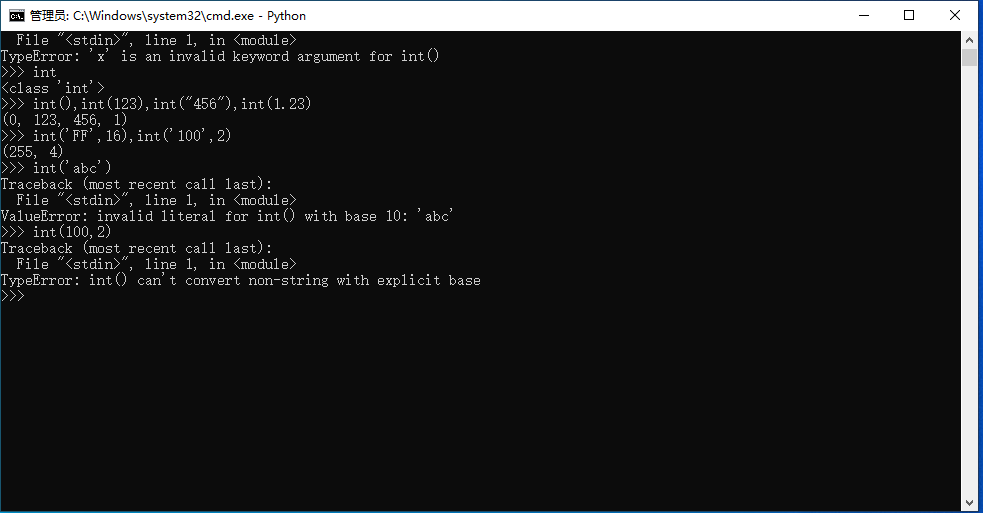 管理员: C:\Windows\system32\cmd.exe - Python
  File "<stdin>", line 1, in <module>
TypeError: 'x' is an invalid keyword argument for int()
>>> int
<class 'int'>
>>> int(),int(123),int("456"),int(1.23)
(0, 123, 456, 1)
>>> int('FF',16),int('100',2)
(255, 4)
>>> int('abc')
Traceback (most recent call last):
  File "<stdin>", line 1, in <module>
ValueError: invalid literal for int() with base 10: 'abc'
>>> int(100,2)
Traceback (most recent call last):
  File "<stdin>", line 1, in <module>
TypeError: int() can't convert non-string with explicit base
>>>